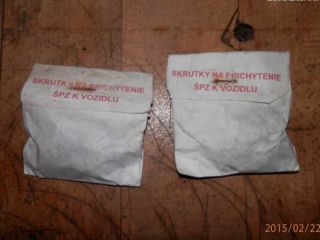 SKRUTKY NA PRICHYTENIE
ŠPZ K VOZIDLU
SKRUTKY NA PRICHYTENIE
ŠPZ K VOZIDLU
2015/02/22